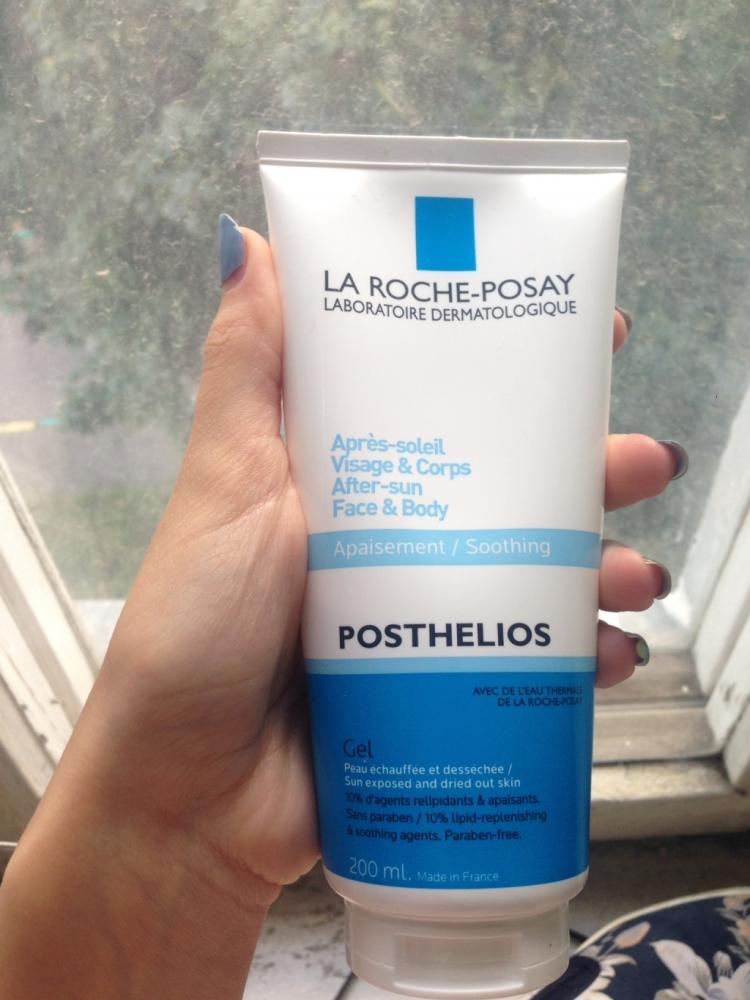 LA ROCHE-POSAY
LABORATOIRE DERMATOLOGIQUE
Après-soleil
Visage & Corps
After-sun
Face & Body
Apaisement / Soothing
POSTHELIOS
AVEC DE L'EAU THERMALE
DE LA ROCHE-POSAY
Gel
Peau échauffée et desséchée /
Sun exposed and dried out skin
10% d'agents relipidants & apaisants.
Sans paraben / 10% lipid-replenishing
& soothing agents. Paraben-free.
200 ml. Made in France